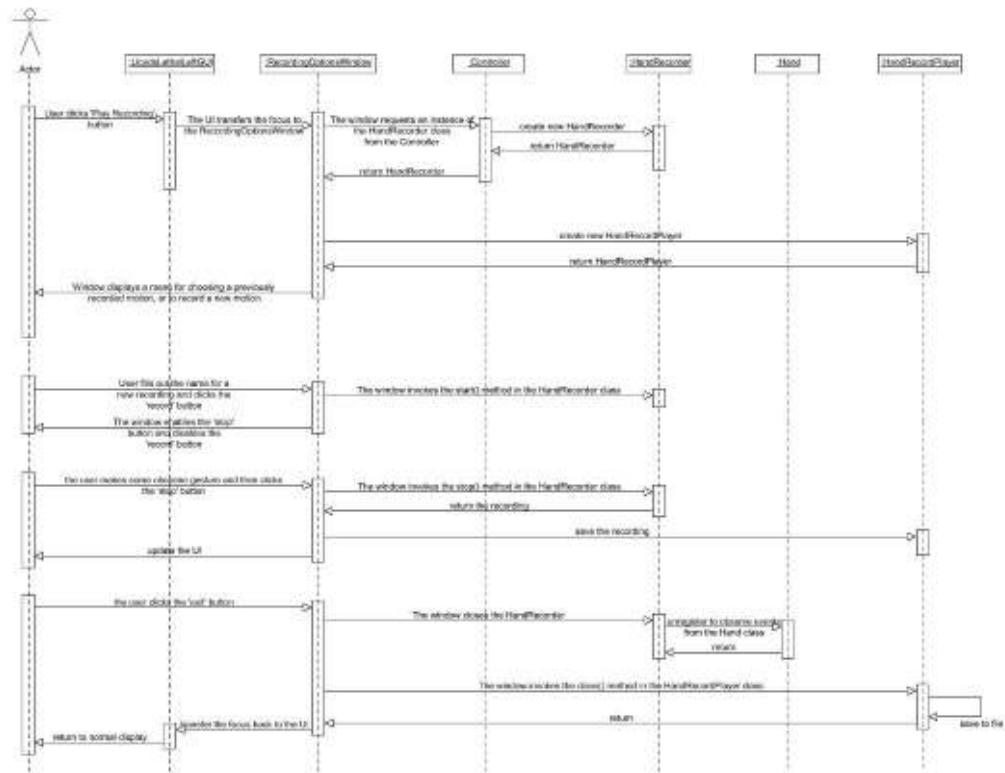 Actor
:RecordingOptionsWindow
:Controller
:HandRecorder
:Hand
:HandRecordPlayer
User clicks 'Play Recording'
button
The UI transfers the focus to
the RecordingOptionsWindow
The window requests an instance of
the HandRecorder class
from the Controller
create new HandRecorder
return HandRecorder
return HandRecorder
create new HandRecordPlayer
return HandRecordPlayer
Window displays a menu for choosing a previously
recorded motion, or to record a new motion
User fills out the name for a
new recording and clicks the
'record' button
The window invokes the start() method in the HandRecorder class
The window enables the 'stop'
button and disables the
'record' button
the user makes some obscene gesture and then clicks
the 'stop' button
The window invokes the stop() method in the HandRecorder class
return the recording
save the recording
update the UI
the user clicks the 'exit' button
The window closes the HandRecorder
unregister to observe events
from the Hand class
return
The window invokes the close() method in the HandRecordPlayer class
return
save to file
transfer the focus back to the UI
return to normal display